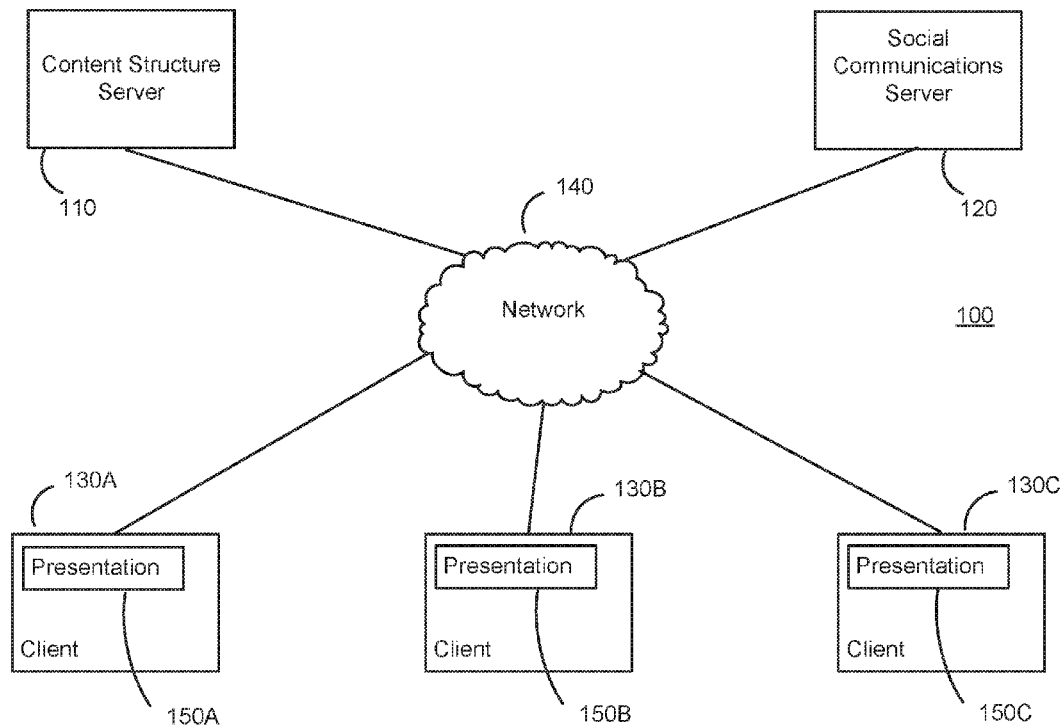 Content Structure
Server
Social
Communications
Server
110
140
120
Network
100
130A
130B
130C
Presentation
Presentation
Presentation
Client
Client
Client
150A
150B
150C